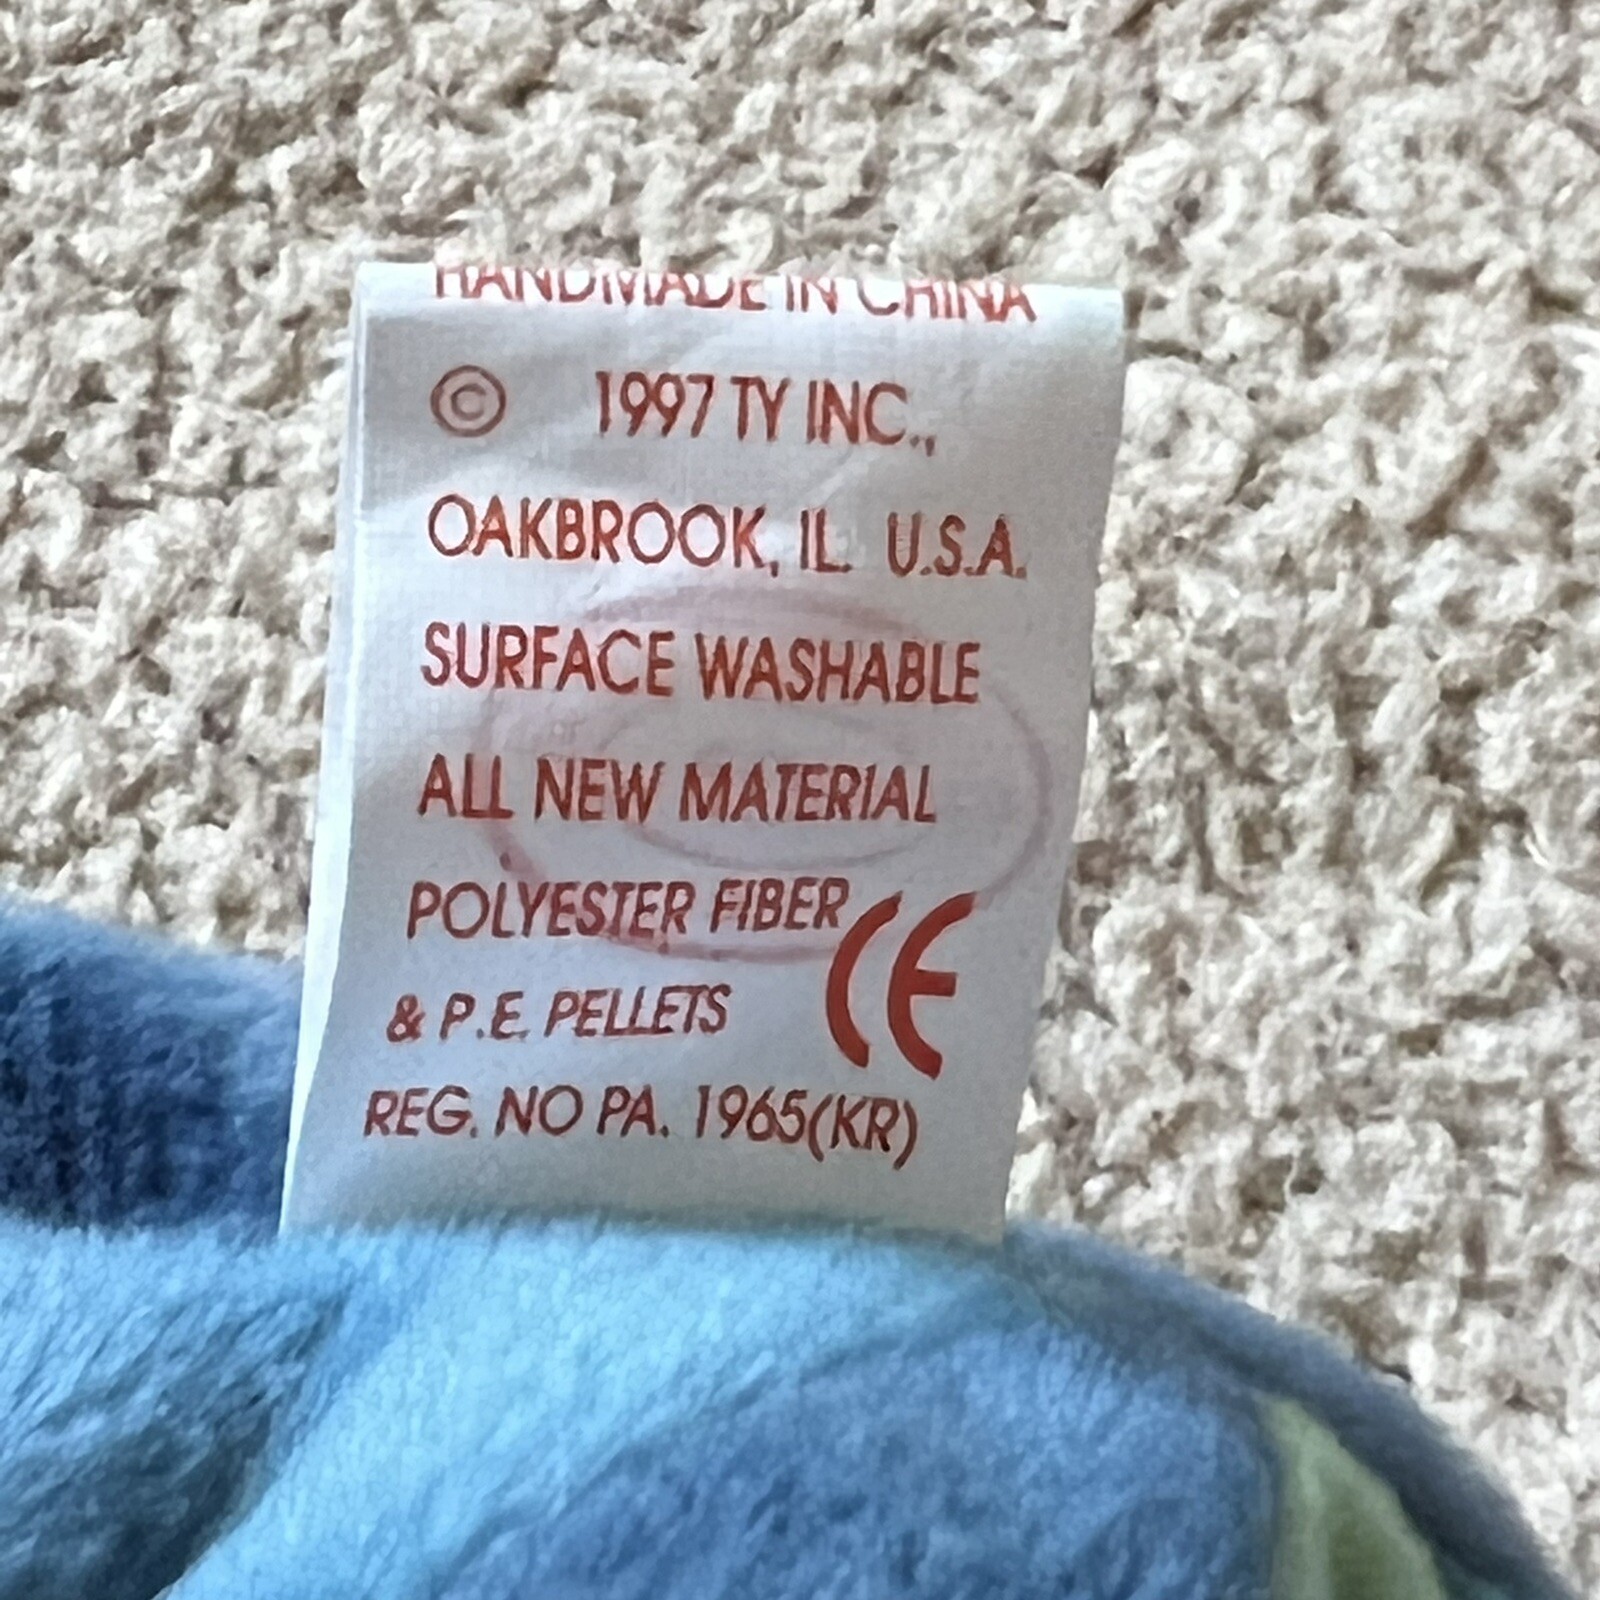 HANDMADE IN CHINA
© 1997 TY INC.,
OAKBROOK, IL. U.S.A.
SURFACE WASHABLE
ALL NEW MATERIAL
POLYESTER FIBER
& P.E. PELLETS
CE
REG. NO PA. 1965(KR)